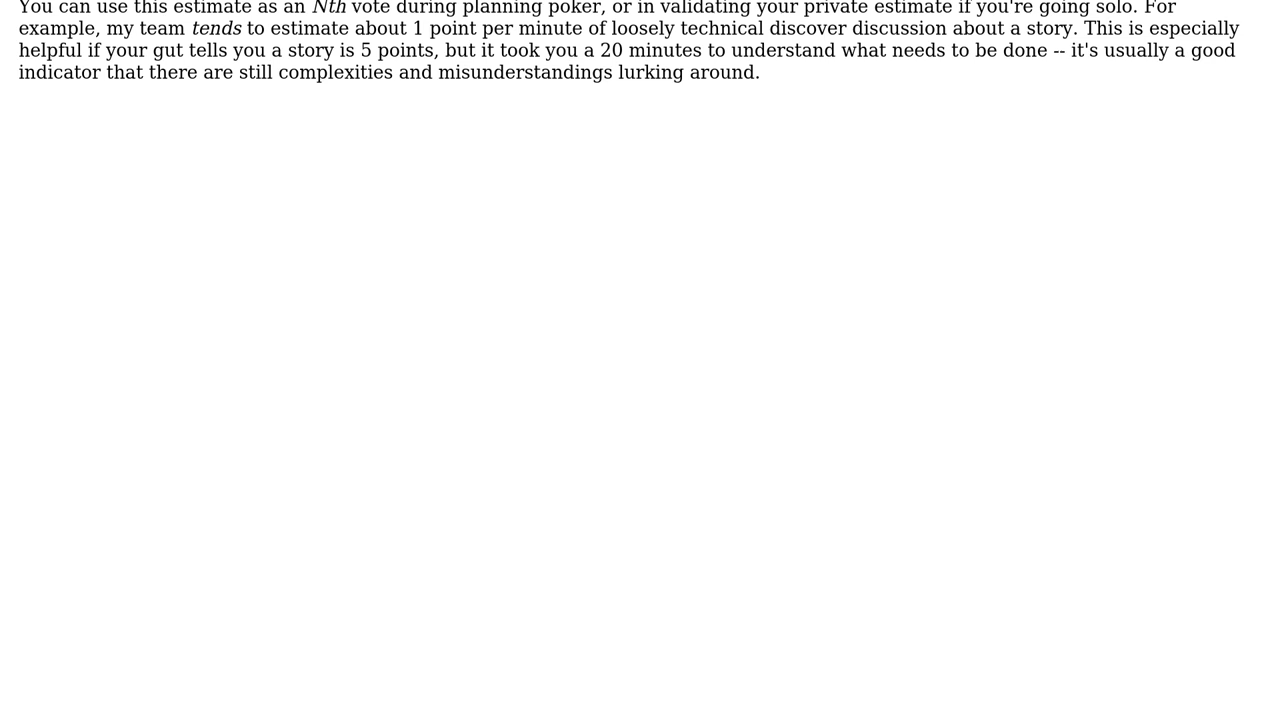 You can use this estimate as an Nth vote during planning poker, or in validating your private estimate if you're going solo. For
example, my team tends to estimate about 1 point per minute of loosely technical discover discussion about a story. This is especially
helpful if your gut tells you a story is 5 points, but it took you a 20 minutes to understand what needs to be done -- it's usually a good
indicator that there are still complexities and misunderstandings lurking around.